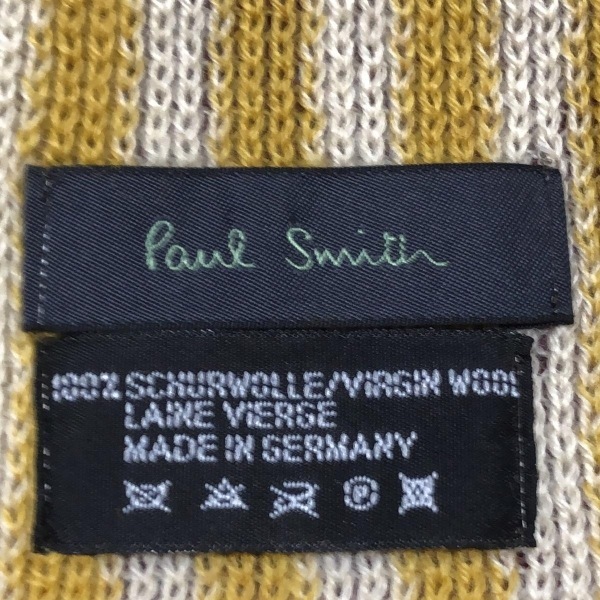 Paul Smith
100% SCHURWOLLE/VIRGIN WOOL
LAINE VIERGE
MADE IN GERMANY
P